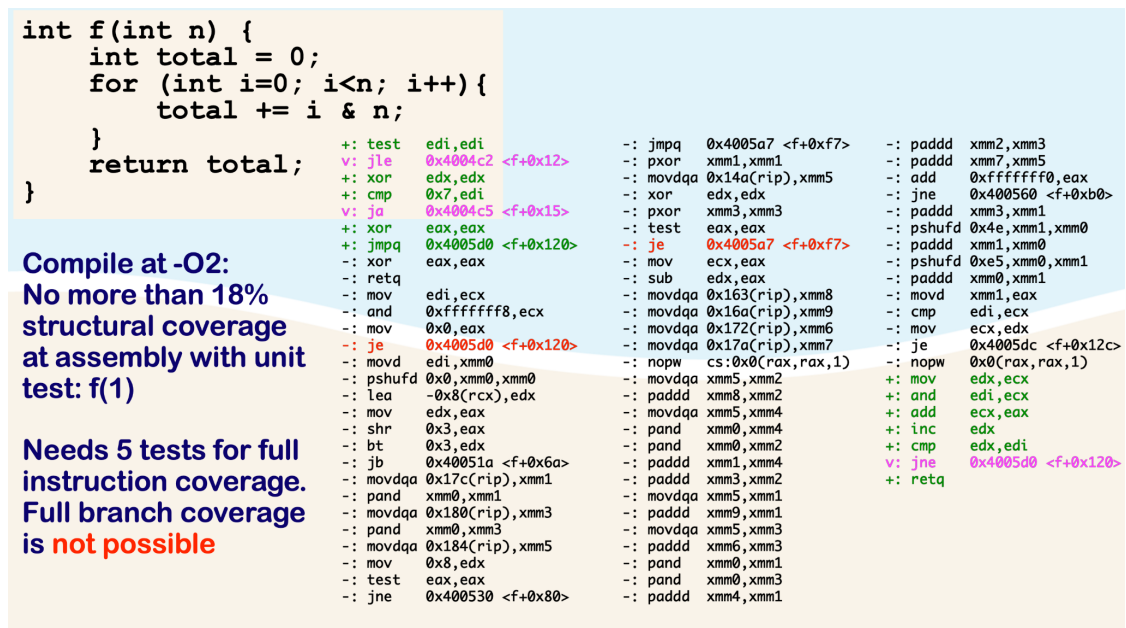 int f(int n) {
    int total = 0;
    for (int i=0; i<n; i++){
        total += i & n;
    }
    return total;
}
Compile at -O2:
No more than 18%
structural coverage
at assembly with unit
test: f(1)
Needs 5 tests for full
instruction coverage.
Full branch coverage
is not possible
+: test edi,edi
v: jle 0x4004c2 <f+0x12>
+: xor edx,edx
+: cmp 0x7,edi
v: ja 0x4004c5 <f+0x15>
+: xor eax,eax
+: jmpq 0x4005d0 <f+0x120>
-: xor eax,eax
-: retq
-: mov edi,ecx
-: and 0xfffffff8,ecx
-: mov 0x0,eax
-: je 0x4005d0 <f+0x120>
-: movd edi,xmm0
-: pshufd 0x0,xmm0,xmm0
-: lea -0x8(rcx),edx
-: mov edx,eax
-: shr 0x3,eax
-: bt 0x3,edx
-: jb 0x40051a <f+0x6a>
-: movdqa 0x17c(rip),xmm1
-: pand xmm0,xmm1
-: movdqa 0x180(rip),xmm3
-: pand xmm0,xmm3
-: movdqa 0x184(rip),xmm5
-: mov 0x8,edx
-: test eax,eax
-: jne 0x400530 <f+0x80>
-: jmpq 0x4005a7 <f+0xf7>
-: pxor xmm1,xmm1
-: movdqa 0x14a(rip),xmm5
-: xor edx,edx
-: pxor xmm3,xmm3
-: test eax,eax
-: je 0x4005a7 <f+0xf7>
-: mov ecx,eax
-: sub edx,eax
-: movdqa 0x163(rip),xmm8
-: movdqa 0x16a(rip),xmm9
-: movdqa 0x172(rip),xmm6
-: movdqa 0x17a(rip),xmm7
-: nopw cs:0x0(rax,rax,1)
-: movdqa xmm5,xmm2
-: paddd xmm8,xmm2
-: movdqa xmm5,xmm4
-: pand xmm0,xmm4
-: pand xmm0,xmm2
-: paddd xmm1,xmm4
-: paddd xmm3,xmm2
-: movdqa xmm5,xmm1
-: paddd xmm9,xmm1
-: movdqa xmm5,xmm3
-: paddd xmm6,xmm3
-: pand xmm0,xmm1
-: pand xmm0,xmm3
-: paddd xmm4,xmm1
-: paddd xmm2,xmm3
-: paddd xmm7,xmm5
-: add 0xfffffff0,eax
-: jne 0x400560 <f+0xb0>
-: paddd xmm3,xmm1
-: pshufd 0x4e,xmm1,xmm0
-: paddd xmm1,xmm0
-: pshufd 0xe5,xmm0,xmm1
-: paddd xmm0,xmm1
-: movd xmm1,eax
-: cmp edi,ecx
-: mov ecx,edx
-: je 0x4005dc <f+0x12c>
-: nopw 0x0(rax,rax,1)
+: mov edx,ecx
+: and edi,ecx
+: add ecx,eax
+: inc edx
+: cmp edx,edi
v: jne 0x4005d0 <f+0x120>
+: retq